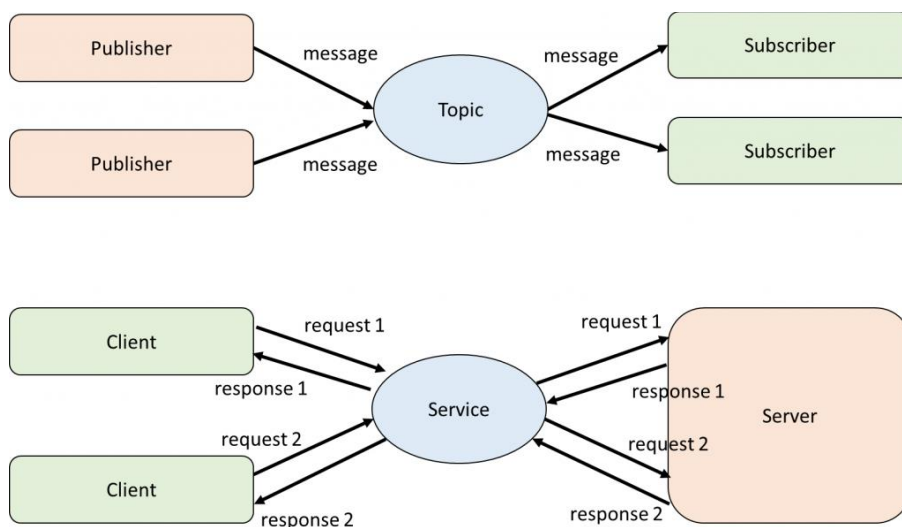 Publisher
message
message
Subscriber
Topic
Publisher
message
message
Subscriber
Client
request 1
response 1
request 1
response 1
Service
Server
Client
request 2
response 2
request 2
response 2